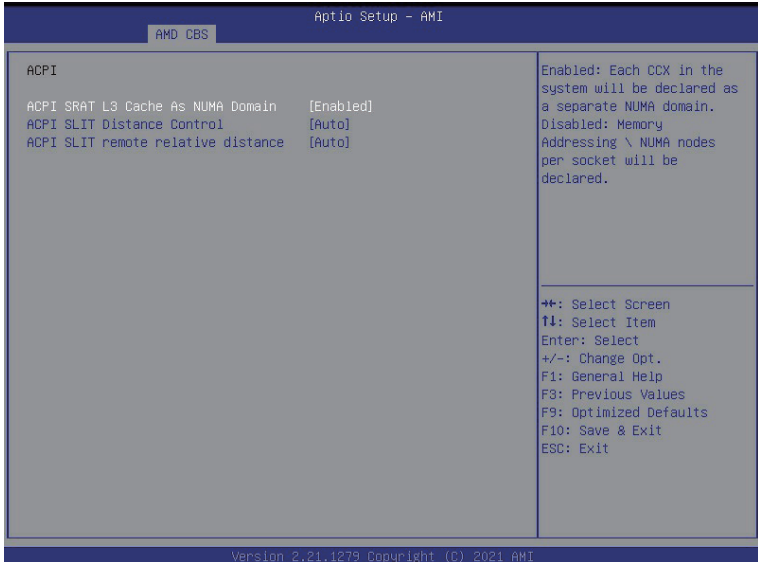 Aptio Setup - AMI
AMD CBS
ACPI
ACPI SRAT L3 Cache As NUMA Domain [Enabled]
ACPI SLIT Distance Control [Auto]
ACPI SLIT remote relative distance [Auto]
Enabled: Each CCX in the
system will be declared as
a separate NUMA domain.
Disabled: Memory
Addressing \ NUMA nodes
per socket will be
declared.
→←: Select Screen
↑↓: Select Item
Enter: Select
+/-: Change Opt.
F1: General Help
F3: Previous Values
F9: Optimized Defaults
F10: Save & Exit
ESC: Exit
Version 2.21.1279 Copyright (C) 2021 AMI